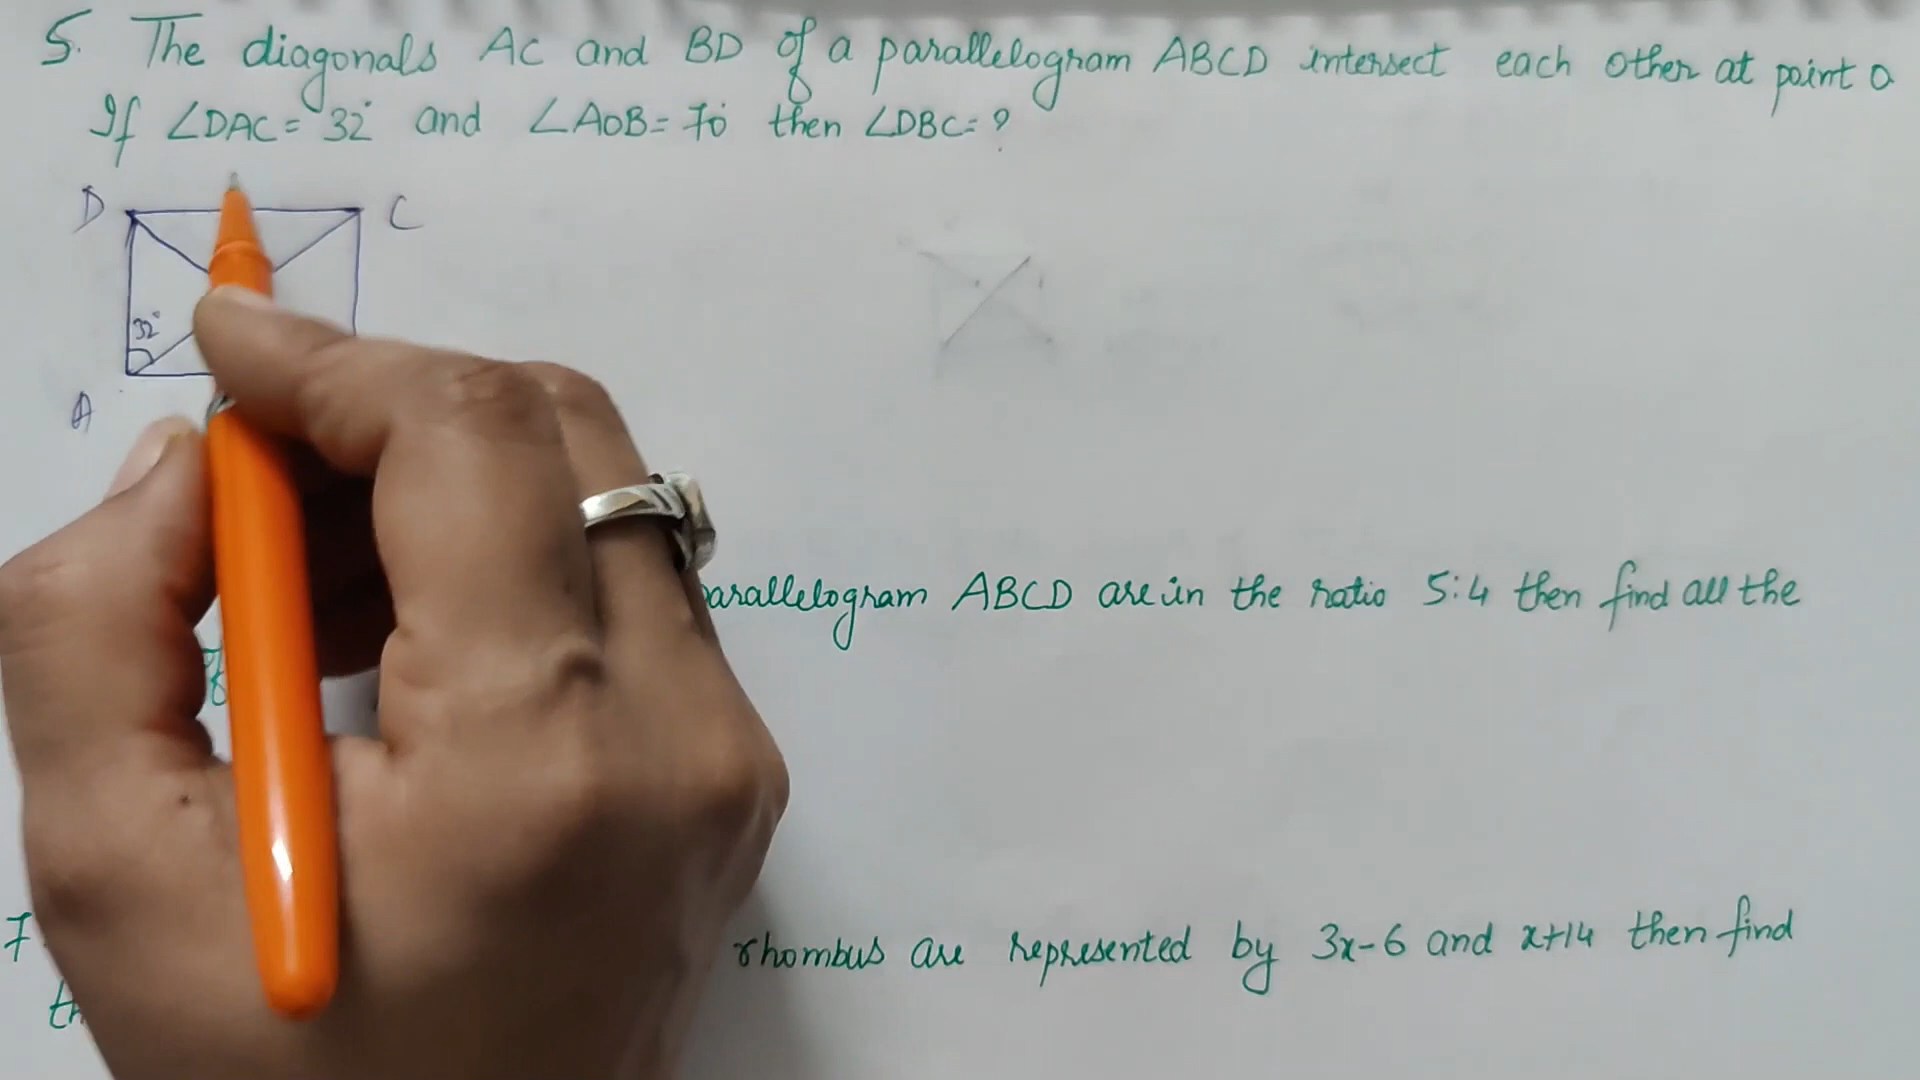 5. The diagonals AC and BD of a parallelogram ABCD intersect each other at point O
If ∠DAC = 32° and ∠AOB = 70° then ∠DBC = ?
D C
32°
A
parallelogram ABCD are in the ratio 5:4 then find all the
of
7 rhombus are represented by 3x-6 and x+14 then find